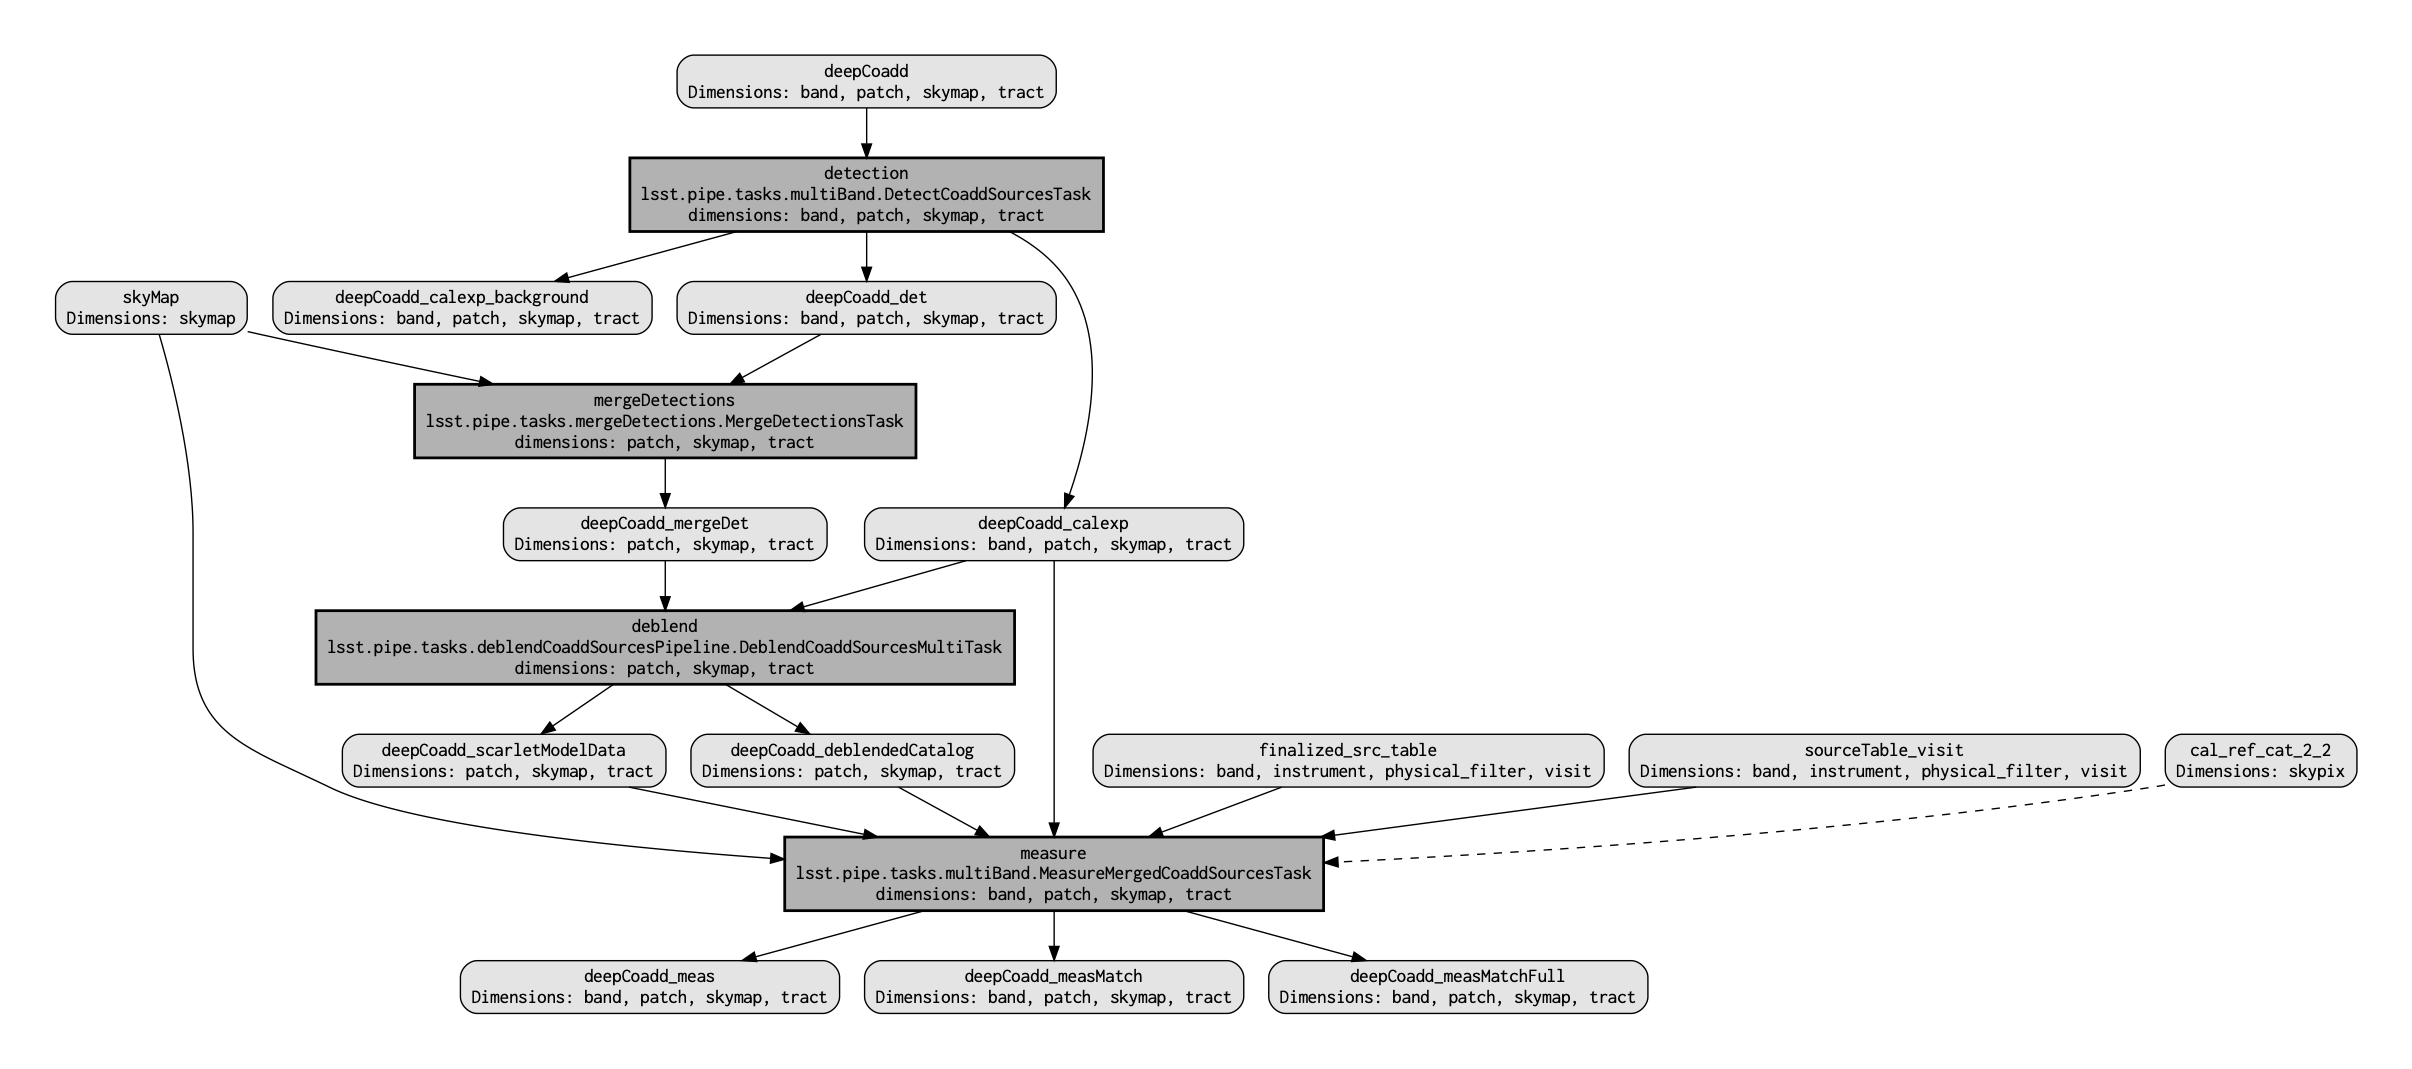 deepCoadd
Dimensions: band, patch, skymap, tract
detection
lsst.pipe.tasks.multiBand.DetectCoaddSourcesTask
dimensions: band, patch, skymap, tract
skyMap
Dimensions: skymap
deepCoadd_calexp_background
Dimensions: band, patch, skymap, tract
deepCoadd_det
Dimensions: band, patch, skymap, tract
mergeDetections
lsst.pipe.tasks.mergeDetections.MergeDetectionsTask
dimensions: patch, skymap, tract
deepCoadd_mergeDet
Dimensions: patch, skymap, tract
deepCoadd_calexp
Dimensions: band, patch, skymap, tract
deblend
lsst.pipe.tasks.deblendCoaddSourcesPipeline.DeblendCoaddSourcesMultiTask
dimensions: patch, skymap, tract
deepCoadd_scarletModelData
Dimensions: patch, skymap, tract
deepCoadd_deblendedCatalog
Dimensions: patch, skymap, tract
finalized_src_table
Dimensions: band, instrument, physical_filter, visit
sourceTable_visit
Dimensions: band, instrument, physical_filter, visit
cal_ref_cat_2_2
Dimensions: skypix
measure
lsst.pipe.tasks.multiBand.MeasureMergedCoaddSourcesTask
dimensions: band, patch, skymap, tract
deepCoadd_meas
Dimensions: band, patch, skymap, tract
deepCoadd_measMatch
Dimensions: band, patch, skymap, tract
deepCoadd_measMatchFull
Dimensions: band, patch, skymap, tract